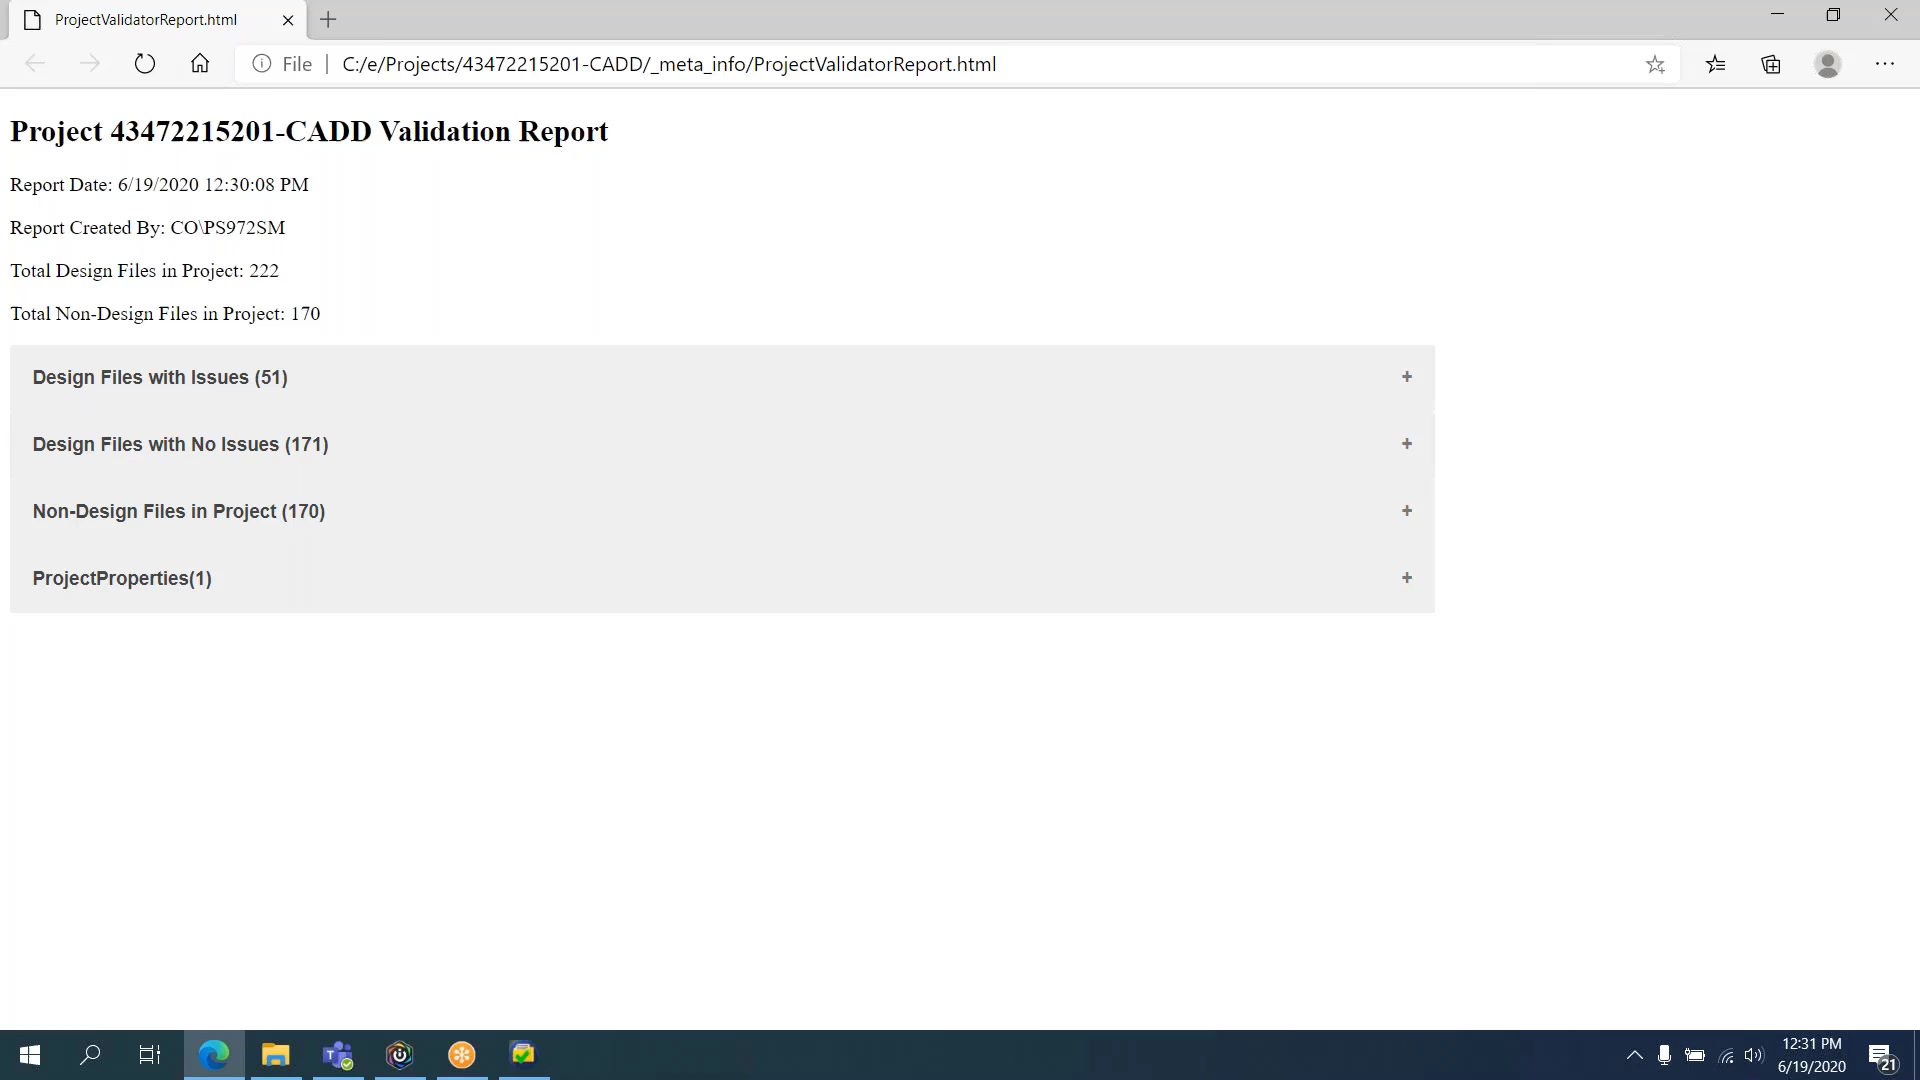 ProjectValidatorReport.html
File
C:/e/Projects/43472215201-CADD/_meta_info/ProjectValidatorReport.html
Project 43472215201-CADD Validation Report
Report Date: 6/19/2020 12:30:08 PM
Report Created By: CO\PS972SM
Total Design Files in Project: 222
Total Non-Design Files in Project: 170
Design Files with Issues (51) +
Design Files with No Issues (171) +
Non-Design Files in Project (170) +
ProjectProperties(1) +
12:31 PM
6/19/2020
21